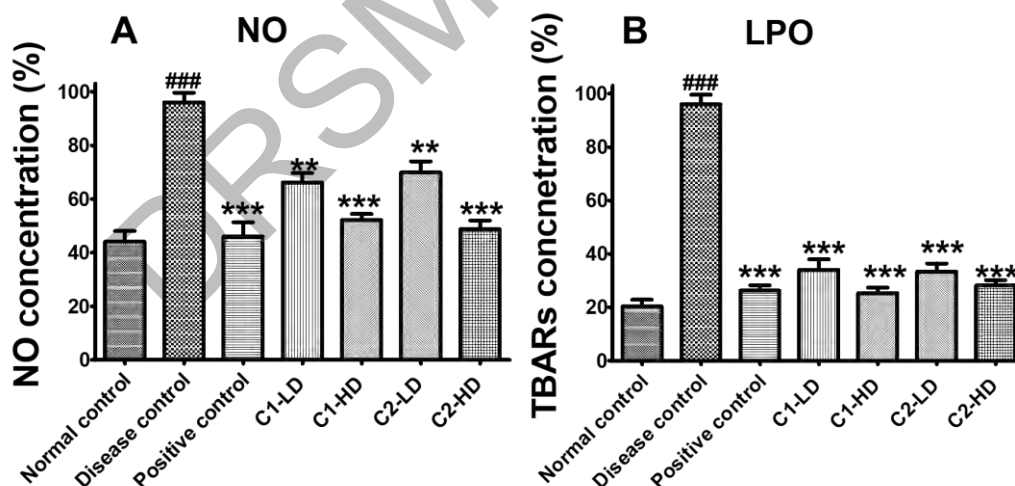 DRSM
A NO
NO concentration (%)
100
80
60
40
20
0
###
***
**
***
**
***
Normal control
Disease control
Positive control
C1-LD
C1-HD
C2-LD
C2-HD
B LPO
TBARs concnetration (%)
100
80
60
40
20
0
###
***
***
***
***
***
Normal control
Disease control
Positive control
C1-LD
C1-HD
C2-LD
C2-HD